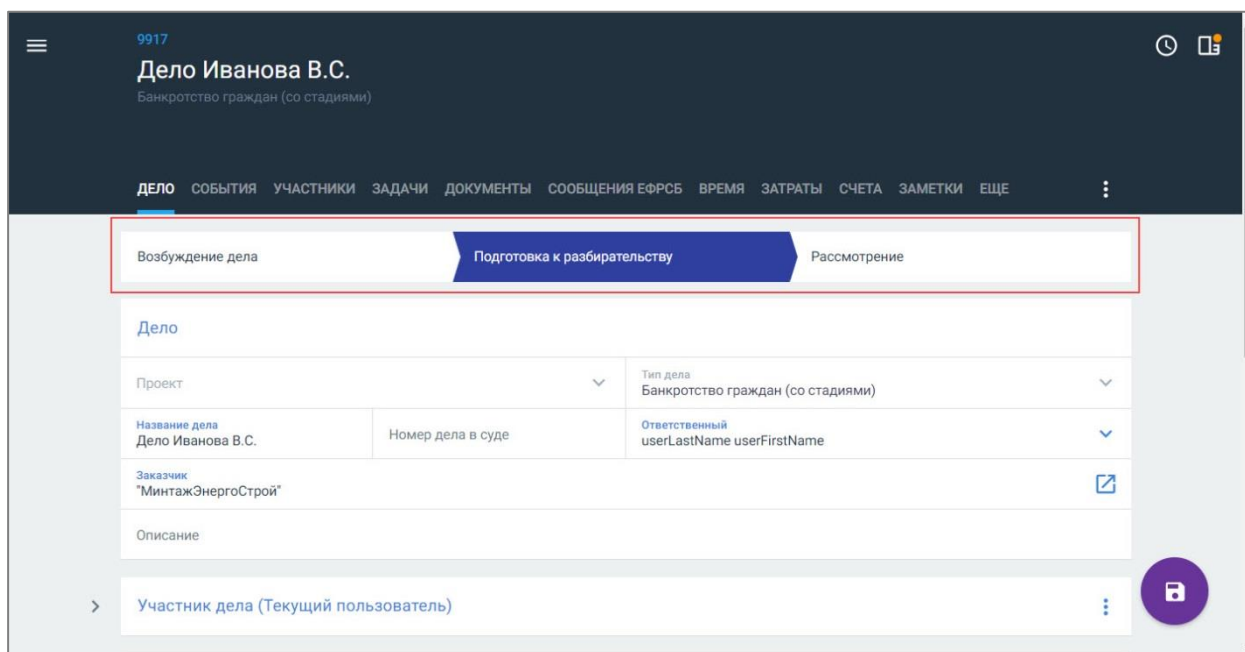 9917
Дело Иванова В.С.
Банкротство граждан (со стадиями)
ДЕЛО СОБЫТИЯ УЧАСТНИКИ ЗАДАЧИ ДОКУМЕНТЫ СООБЩЕНИЯ ЕФРСБ ВРЕМЯ ЗАТРАТЫ СЧЕТА ЗАМЕТКИ ЕЩЕ
Возбуждение дела Подготовка к разбирательству Рассмотрение
Дело
Проект
Тип дела
Банкротство граждан (со стадиями)
Название дела
Дело Иванова В.С.
Номер дела в суде
Ответственный
userLastName userFirstName
Заказчик
"МинтажЭнергоСтрой"
Описание
Участник дела (Текущий пользователь)